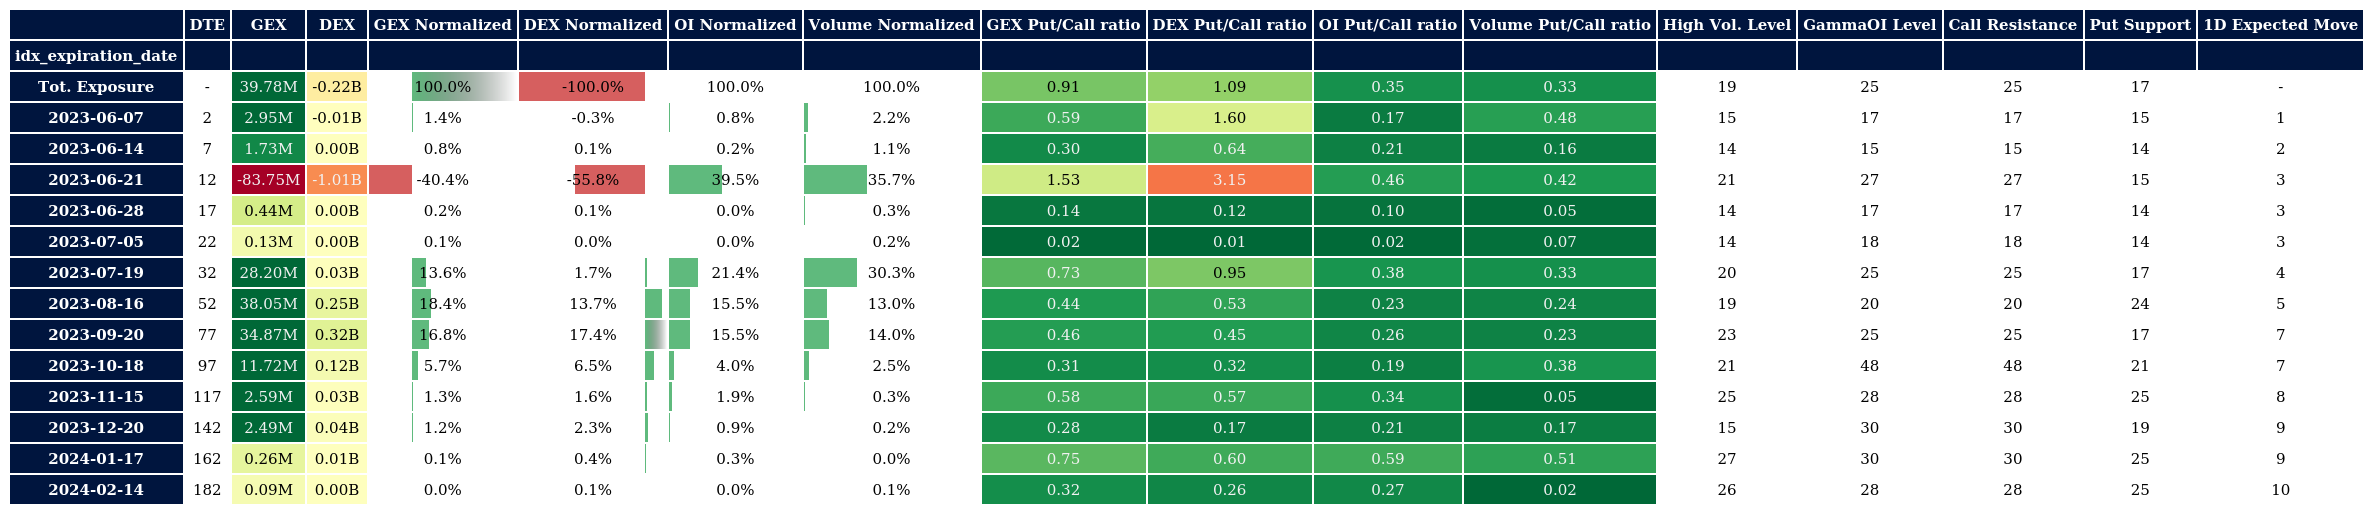 DTE GEX DEX GEX Normalized DEX Normalized OI Normalized Volume Normalized GEX Put/Call ratio DEX Put/Call ratio OI Put/Call ratio Volume Put/Call ratio High Vol. Level GammaOI Level Call Resistance Put Support 1D Expected Move
idx_expiration_date
Tot. Exposure - 39.78M -0.22B 100.0% -100.0% 100.0% 100.0% 0.91 1.09 0.35 0.33 19 25 25 17 -
2023-06-07 2 2.95M -0.01B 1.4% -0.3% 0.8% 2.2% 0.59 1.60 0.17 0.48 15 17 17 15 1
2023-06-14 7 1.73M 0.00B 0.8% 0.1% 0.2% 1.1% 0.30 0.64 0.21 0.16 14 15 15 14 2
2023-06-21 12 -83.75M -1.01B -40.4% -55.8% 39.5% 35.7% 1.53 3.15 0.46 0.42 21 27 27 15 3
2023-06-28 17 0.44M 0.00B 0.2% 0.1% 0.0% 0.3% 0.14 0.12 0.10 0.05 14 17 17 14 3
2023-07-05 22 0.13M 0.00B 0.1% 0.0% 0.0% 0.2% 0.02 0.01 0.02 0.07 14 18 18 14 3
2023-07-19 32 28.20M 0.03B 13.6% 1.7% 21.4% 30.3% 0.73 0.95 0.38 0.33 20 25 25 17 4
2023-08-16 52 38.05M 0.25B 18.4% 13.7% 15.5% 13.0% 0.44 0.53 0.23 0.24 19 20 20 24 5
2023-09-20 77 34.87M 0.32B 16.8% 17.4% 15.5% 14.0% 0.46 0.45 0.26 0.23 23 25 25 17 7
2023-10-18 97 11.72M 0.12B 5.7% 6.5% 4.0% 2.5% 0.31 0.32 0.19 0.38 21 48 48 21 7
2023-11-15 117 2.59M 0.03B 1.3% 1.6% 1.9% 0.3% 0.58 0.57 0.34 0.05 25 28 28 25 8
2023-12-20 142 2.49M 0.04B 1.2% 2.3% 0.9% 0.2% 0.28 0.17 0.21 0.17 15 30 30 19 9
2024-01-17 162 0.26M 0.01B 0.1% 0.4% 0.3% 0.0% 0.75 0.60 0.59 0.51 27 30 30 25 9
2024-02-14 182 0.09M 0.00B 0.0% 0.1% 0.0% 0.1% 0.32 0.26 0.27 0.02 26 28 28 25 10